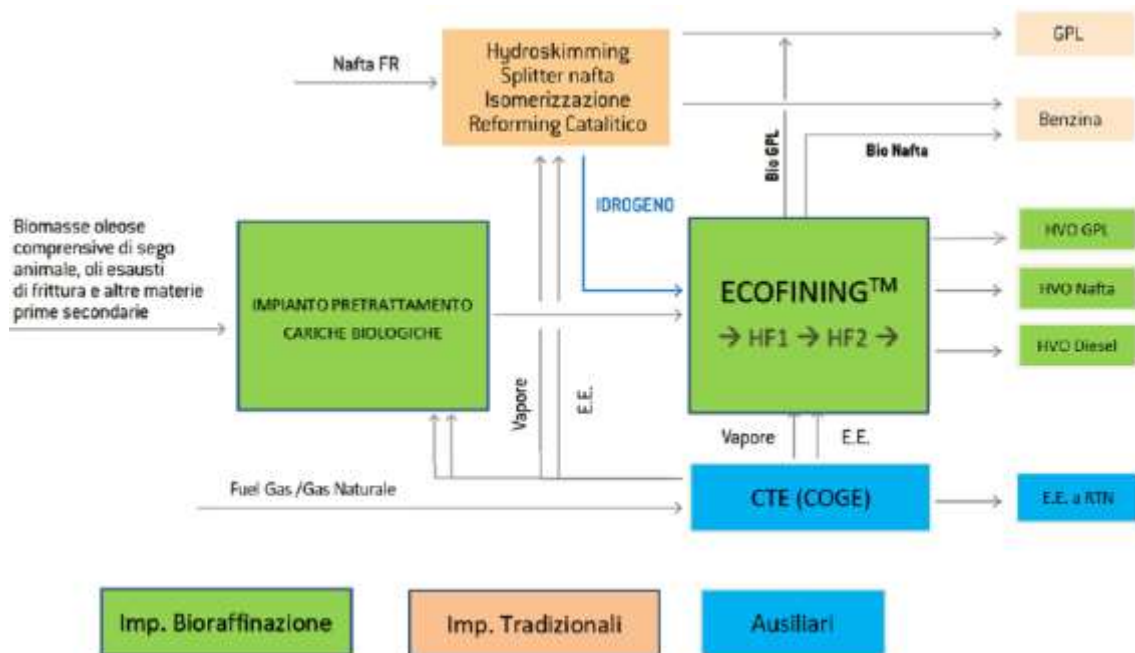 Nafta FR
Hydroskimming
Splitter nafta
Isomerizzazione
Reforming Catalitico
GPL
Benzina
Bio GPL
Bio Nafta
IDROGENO
Biomasse oleose
comprensive di sego
animale, oli esausti
di frittura e altre materie
prime secondarie
IMPIANTO PRETRATTAMENTO
CARICHE BIOLOGICHE
ECOFINING™
→ HF1 → HF2 →
HVO GPL
HVO Nafta
HVO Diesel
Vapore
E.E.
Vapore
E.E.
Fuel Gas /Gas Naturale
CTE (COGE)
E.E. a RTN
Imp. Bioraffinazione
Imp. Tradizionali
Ausiliari